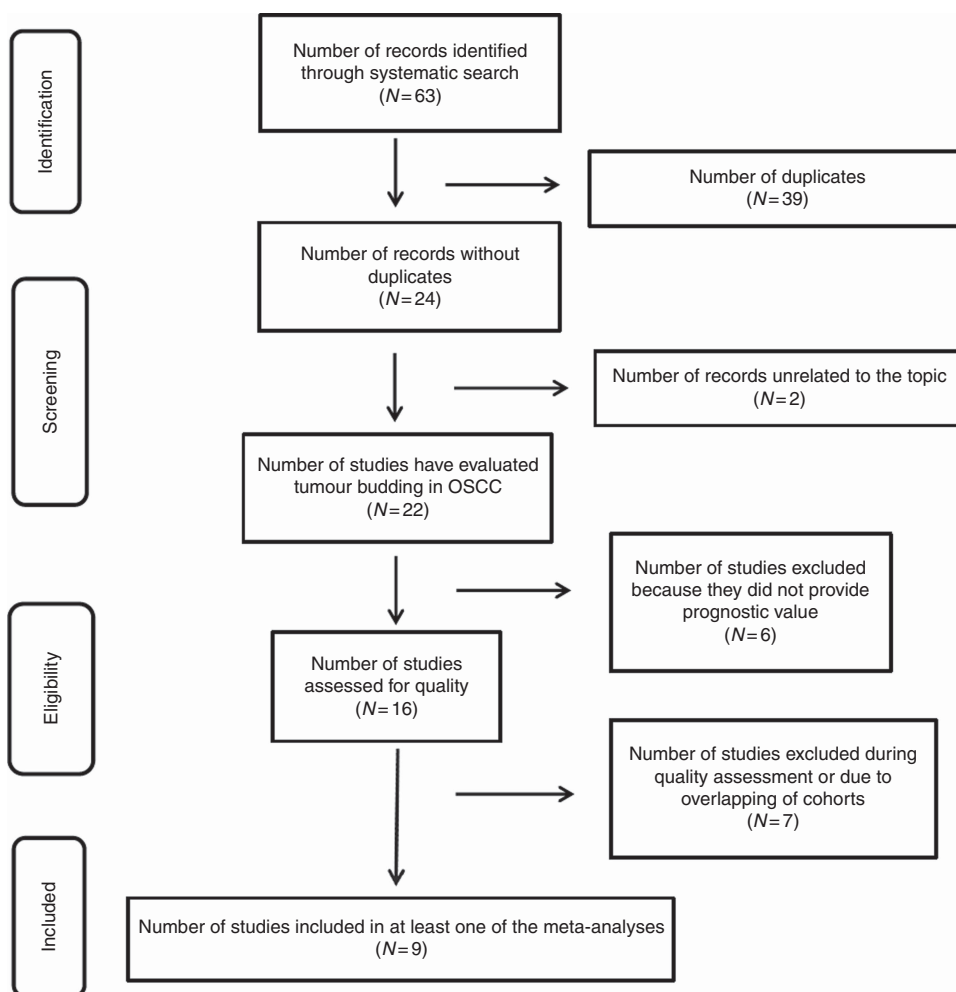 Identification
Number of records identified
through systematic search
(N=63)
Number of duplicates
(N=39)
Number of records without
duplicates
(N=24)
Screening
Number of records unrelated to the topic
(N=2)
Number of studies have evaluated
tumour budding in OSCC
(N=22)
Number of studies excluded
because they did not provide
prognostic value
(N=6)
Eligibility
Number of studies
assessed for quality
(N=16)
Number of studies excluded during
quality assessment or due to
overlapping of cohorts
(N=7)
Included
Number of studies included in at least one of the meta-analyses
(N=9)